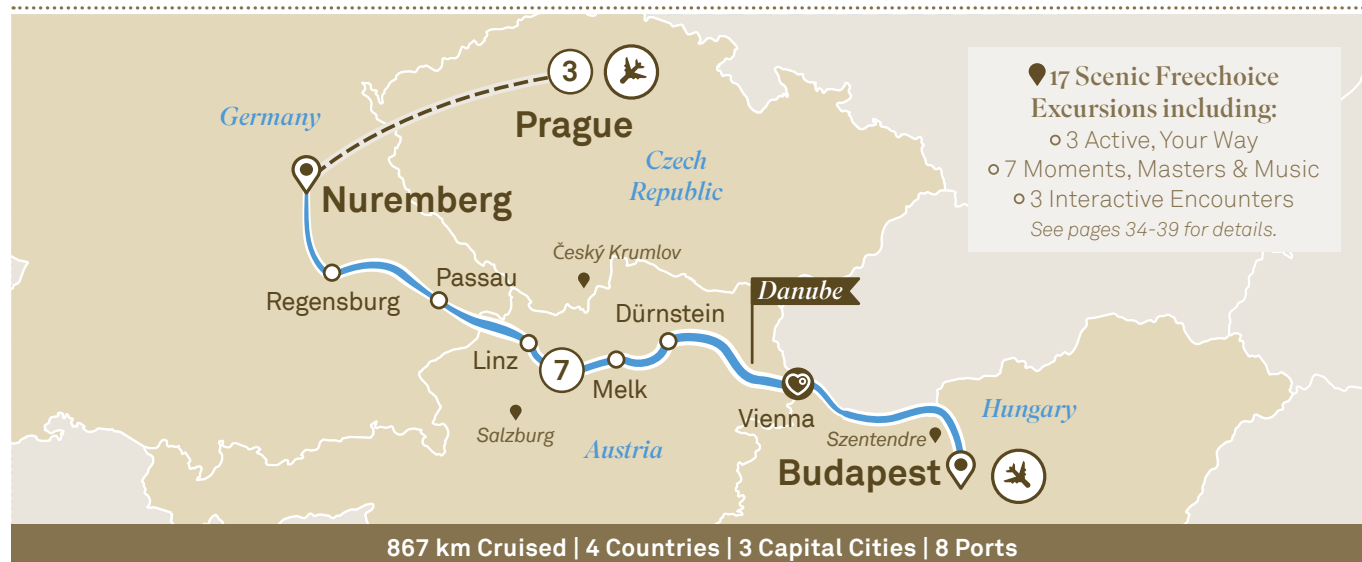 3
Prague
Germany
Czech
Republic
Nuremberg
17 Scenic Freechoice
Excursions including:
3 Active, Your Way
7 Moments, Masters & Music
3 Interactive Encounters
See pages 34-39 for details.
Český Krumlov
Passau
Regensburg
Danube
Dürnstein
Linz
7
Melk
Vienna
Salzburg
Austria
Szentendre
Hungary
Budapest
867 km Cruised | 4 Countries | 3 Capital Cities | 8 Ports